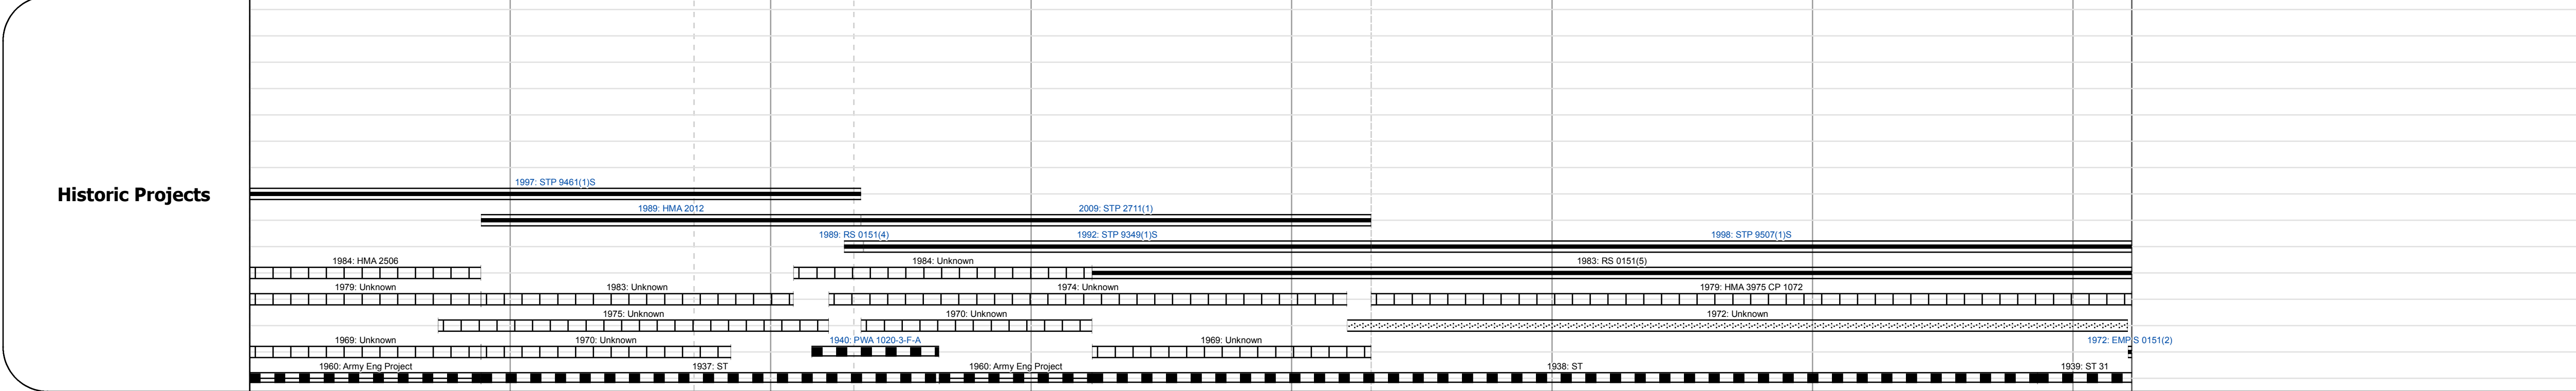 Historic Projects
1997: STP 9461(1)S
1989: HMA 2012 2009: STP 2711(1)
1989: RS 0151(4) 1992: STP 9349(1)S 1998: STP 9507(1)S
1984: HMA 2506 1984: Unknown 1983: RS 0151(5)
1979: Unknown 1983: Unknown 1974: Unknown 1979: HMA 3975 CP 1072
1975: Unknown 1970: Unknown 1972: Unknown
1969: Unknown 1970: Unknown 1940: PWA 1020-3-F-A 1969: Unknown 1972: EMP S 0151(2)
1960: Army Eng Project 1937: ST 1960: Army Eng Project 1938: ST 1939: ST 31